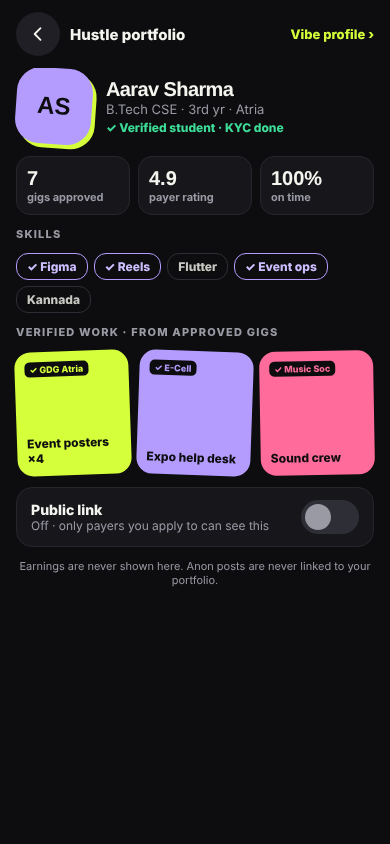 Hustle portfolio
Vibe profile ›
AS
Aarav Sharma
B.Tech CSE · 3rd yr · Atria
✓ Verified student · KYC done
7
gigs approved
4.9
payer rating
100%
on time
SKILLS
✓ Figma
✓ Reels
Flutter
✓ Event ops
Kannada
VERIFIED WORK · FROM APPROVED GIGS
✓ GDG Atria
Event posters
×4
✓ E-Cell
Expo help desk
✓ Music Soc
Sound crew
Public link
Off · only payers you apply to can see this
Earnings are never shown here. Anon posts are never linked to your
portfolio.